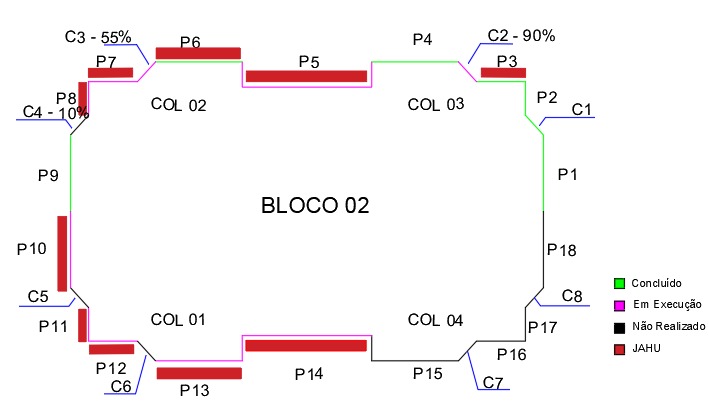 C3 - 55%
P6
P4
C2 - 90%
P7
P5
P3
P8
COL 02
COL 03
P2
C4 - 10%
C1
P9
P1
BLOCO 02
P10
P18
C5
C8
Concluído
Em Execução
Não Realizado
JAHU
P11
COL 01
COL 04
P17
P12
P16
C6
P13
P14
P15
C7